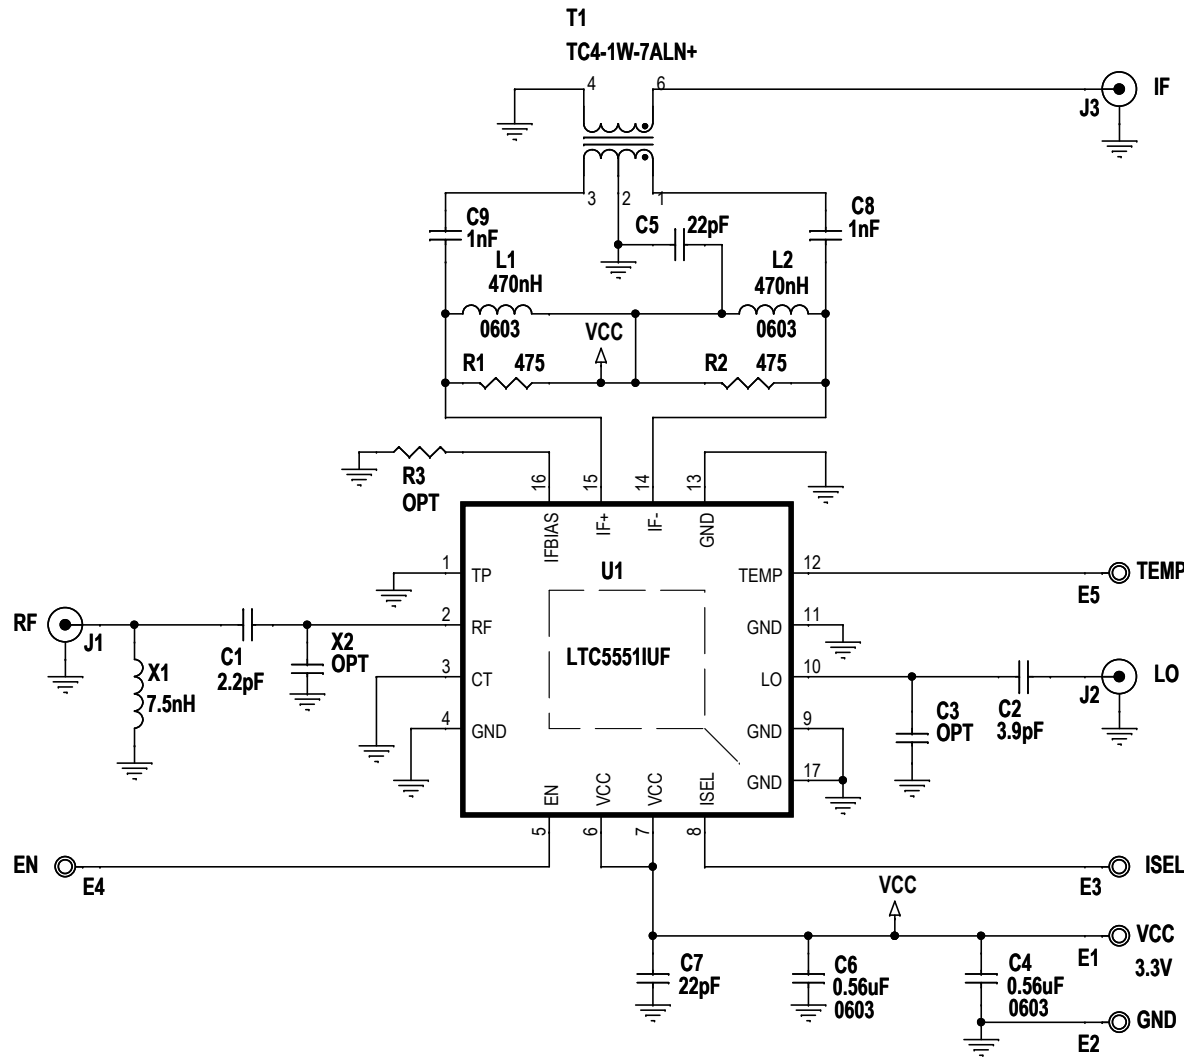 T1
TC4-1W-7ALN+
4
6
IF
J3
3
2
1
C9
1nF
C5
22pF
C8
1nF
L1
470nH
0603
L2
470nH
0603
VCC
R1
475
R2
475
R3
OPT
16
15
14
13
IFBIAS
IF+
IF-
GND
1
TP
U1
TEMP
12
TEMP
E5
RF
J1
2
RF
GND
11
X1
7.5nH
C1
2.2pF
X2
OPT
3
CT
LTC5551IUF
LO
10
LO
J2
C3
OPT
C2
3.9pF
4
GND
GND
9
GND
17
EN
VCC
VCC
ISEL
5
6
7
8
EN
E4
ISEL
E3
VCC
VCC
E1
3.3V
C7
22pF
C6
0.56uF
0603
C4
0.56uF
0603
GND
E2